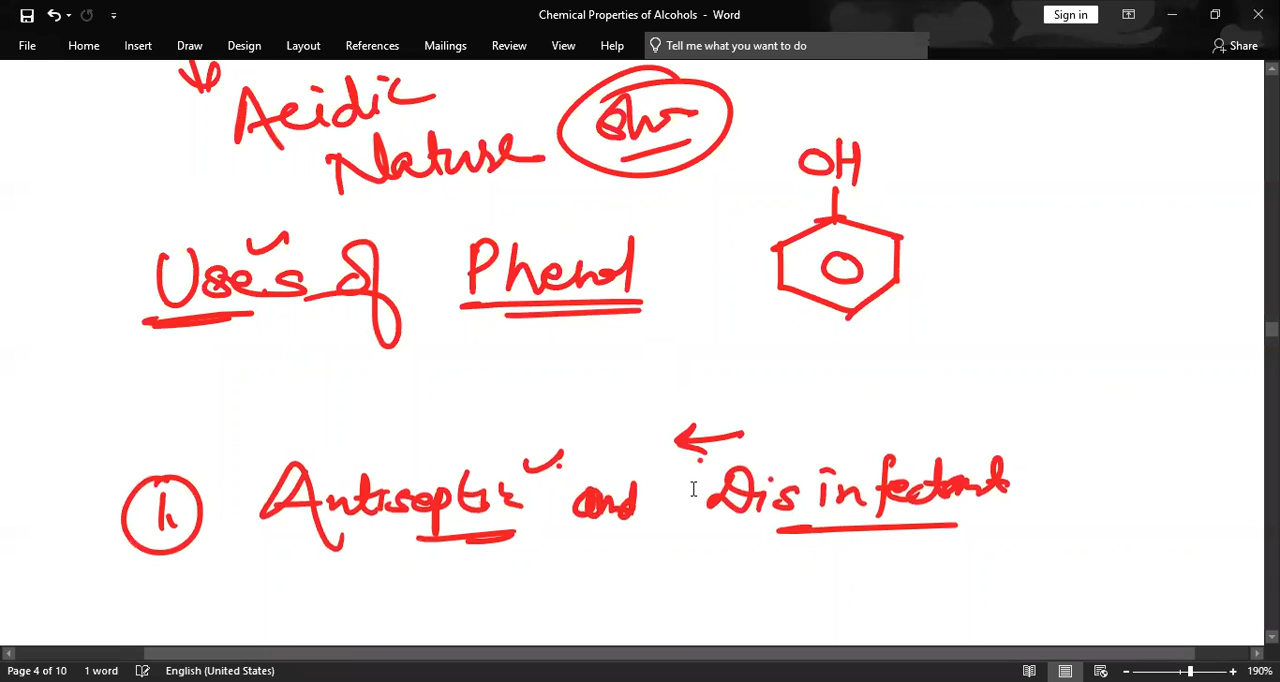 Chemical Properties of Alcohols - Word
Sign in
File Home Insert Draw Design Layout References Mailings Review View Help Tell me what you want to do Share
Acidic
Nature
OH
Uses of Phenol
1. Antiseptic and Disinfectant
Page 4 of 10 1 word English (United States) 190%